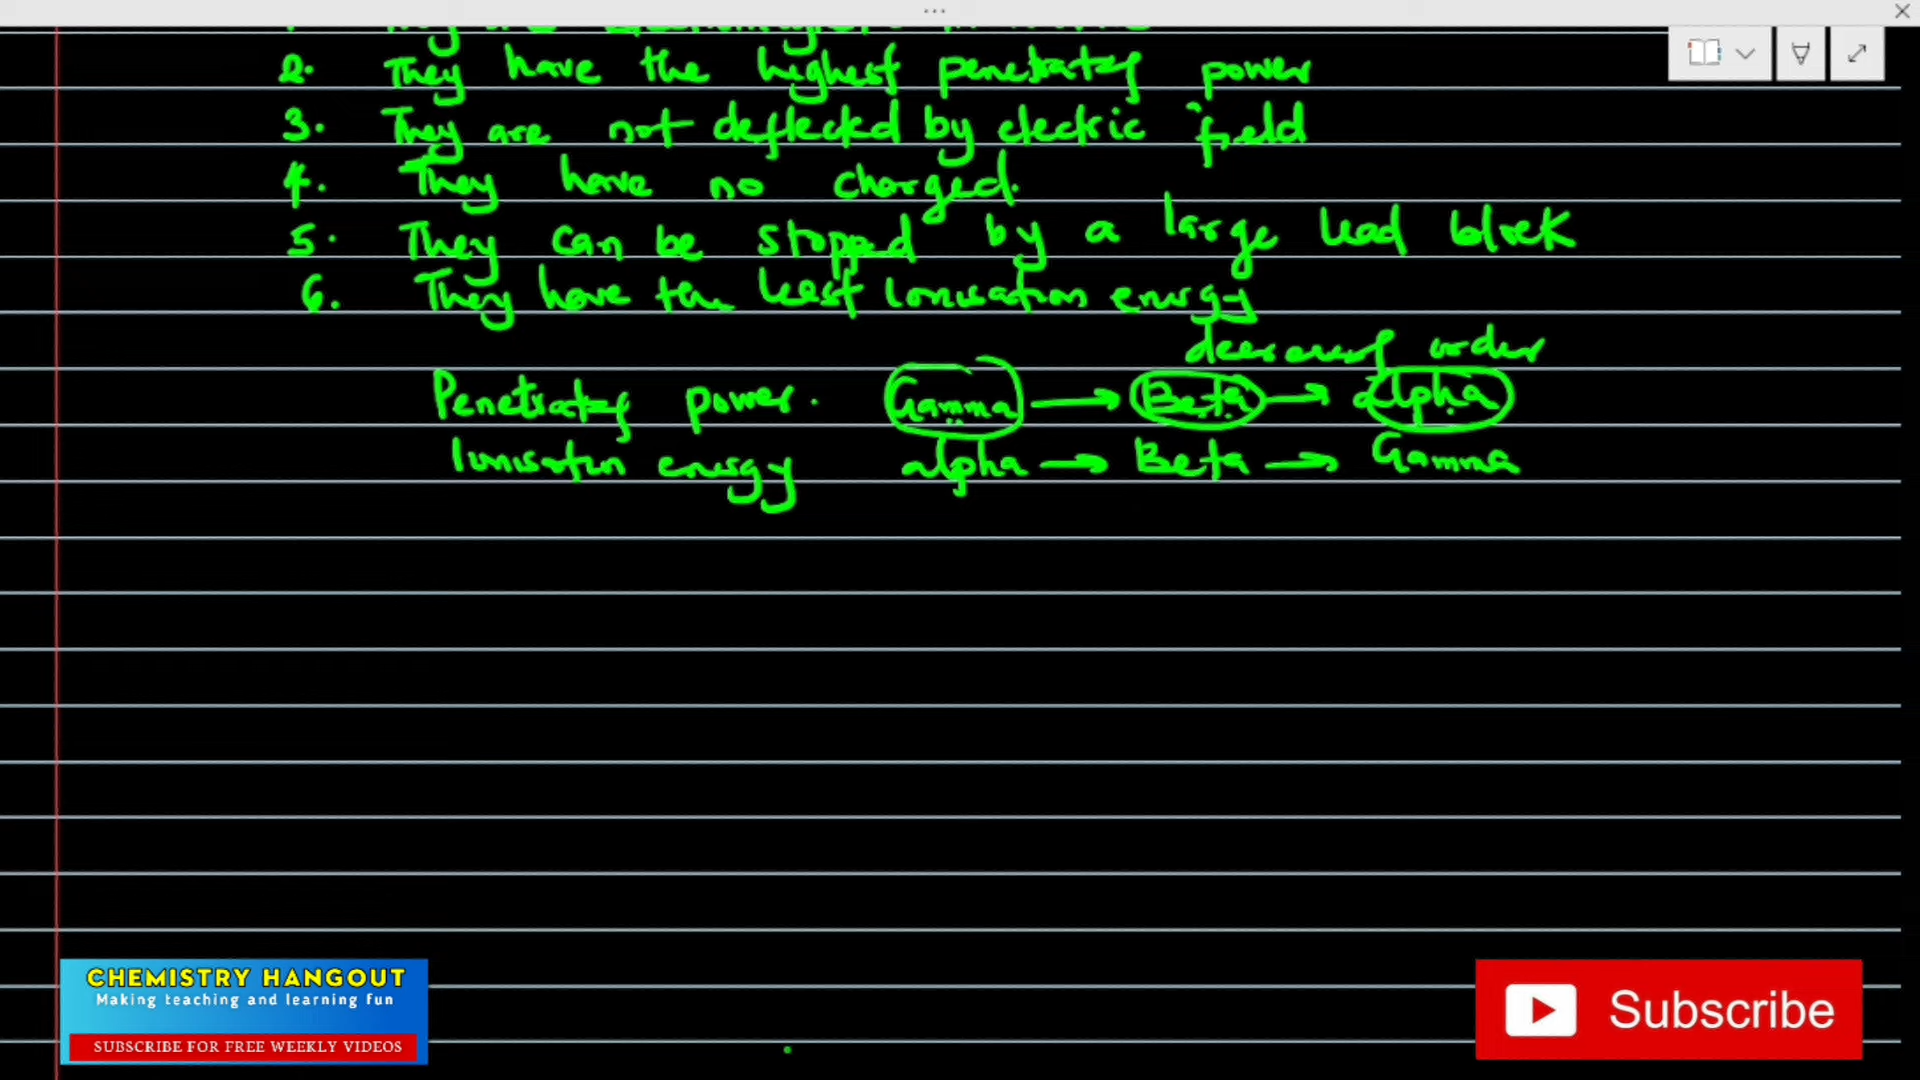 2. They have the highest penetrating power
3. They are not deflected by electric field
4. They have no charged.
5. They can be stopped by a large lead block
6. They have the least Ionisation energy
decreasing order
Penetrating power. Gamma → Beta → alpha
Ionisation energy alpha → Beta → Gamma
CHEMISTRY HANGOUT
Making teaching and learning fun
SUBSCRIBE FOR FREE WEEKLY VIDEOS
Subscribe